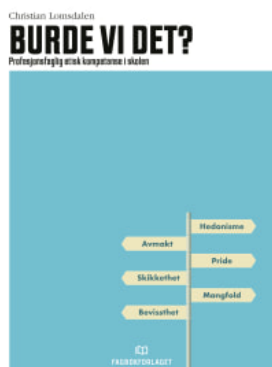 Christian Lomsdalen
BURDE VI DET?
Profesjonsfaglig etisk kompetanse i skolen
Hedonisme
Avmakt
Pride
Skikkethet
Mangfold
Bevissthet
FAGBOKFORLAGET